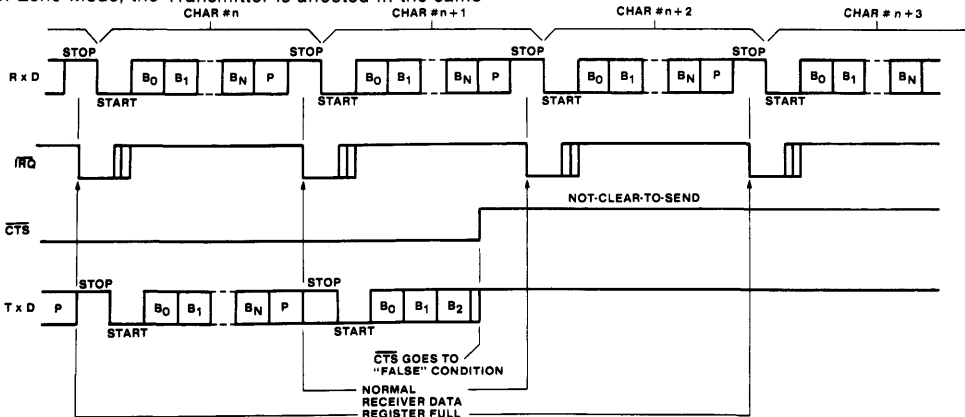 n Echo Mode, the Transmitter is affected in the same
CHAR #n CHAR #n+1 CHAR #n+2 CHAR #n+3
STOP STOP STOP STOP
R x D B0 B1 BN P B0 B1 BN P B0 B1 BN P B0 B1 BN
START START START START
IRQ
NOT-CLEAR-TO-SEND
CTS
STOP STOP
T x D P B0 B1 BN P B0 B1 B2
START START
CTS GOES TO
"FALSE" CONDITION
NORMAL
RECEIVER DATA
REGISTER FULL